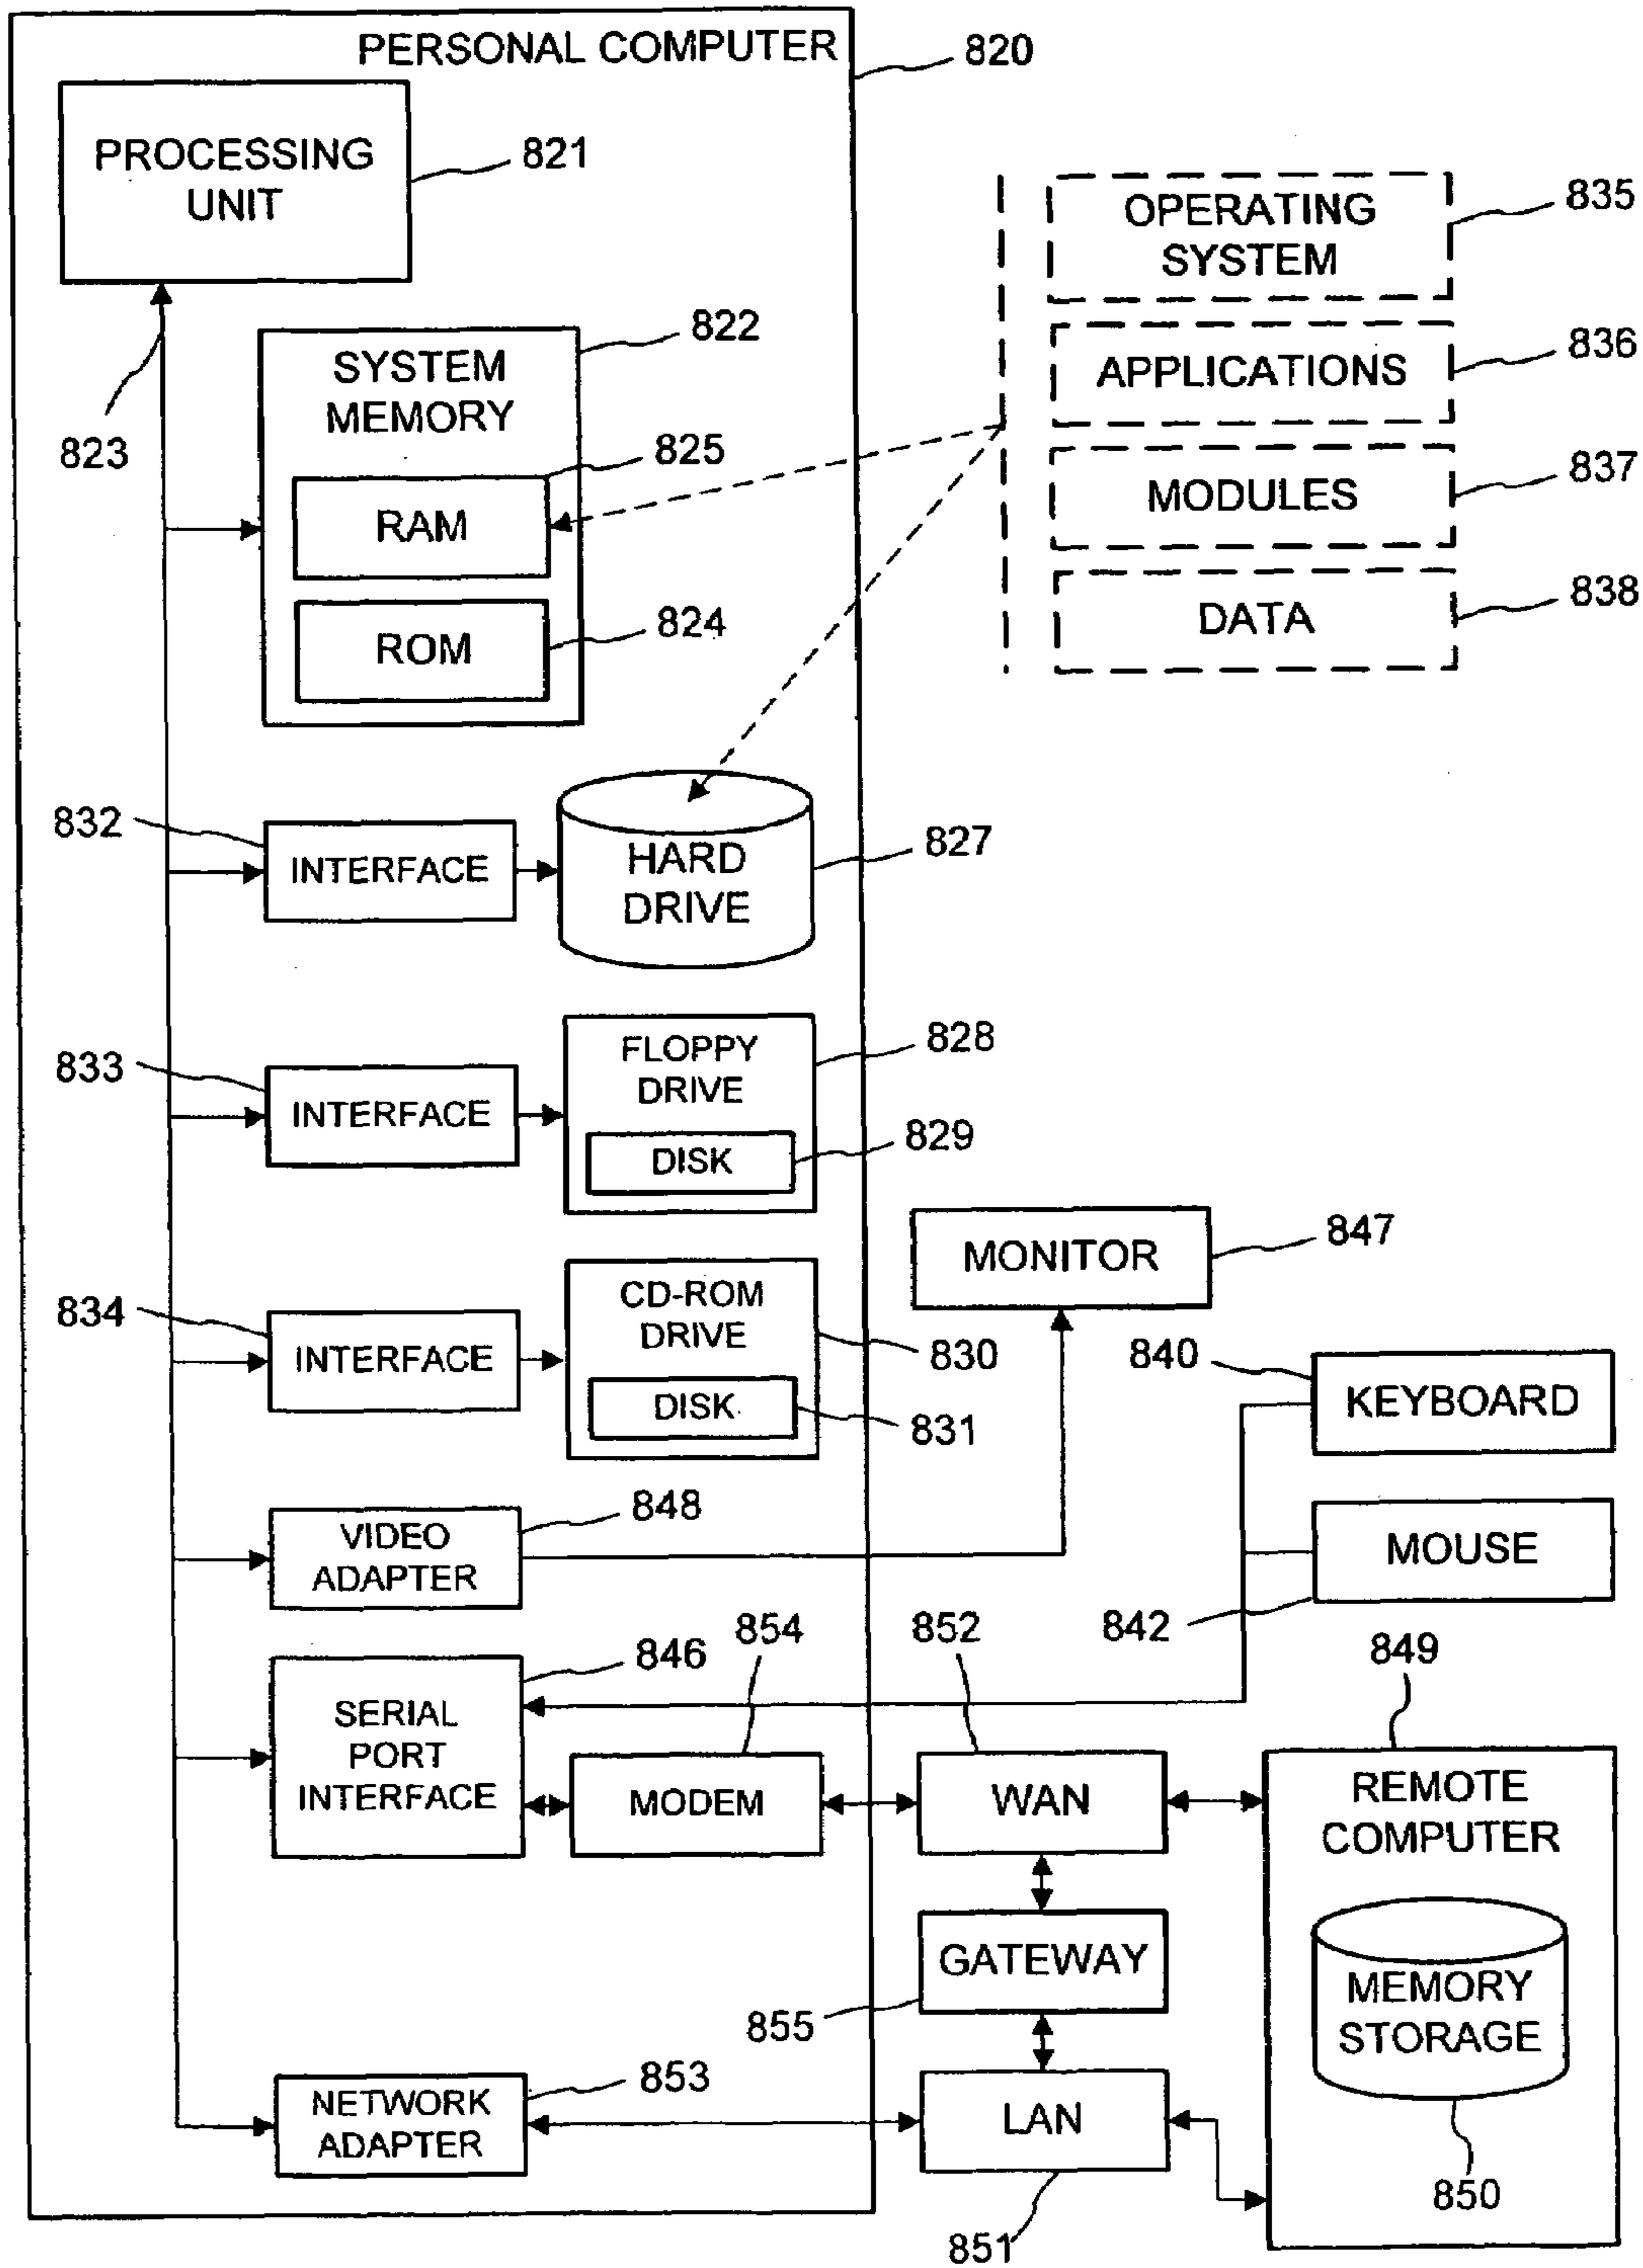 PERSONAL COMPUTER
820
PROCESSING
UNIT
821
823
SYSTEM
MEMORY
822
RAM
825
ROM
824
OPERATING
SYSTEM
835
APPLICATIONS
836
MODULES
837
DATA
838
832
INTERFACE
HARD
DRIVE
827
833
INTERFACE
FLOPPY
DRIVE
828
DISK
829
834
INTERFACE
CD-ROM
DRIVE
830
DISK
831
MONITOR
847
840
KEYBOARD
MOUSE
842
VIDEO
ADAPTER
848
SERIAL
PORT
INTERFACE
846
MODEM
854
WAN
852
849
REMOTE
COMPUTER
MEMORY
STORAGE
850
GATEWAY
855
NETWORK
ADAPTER
853
LAN
851